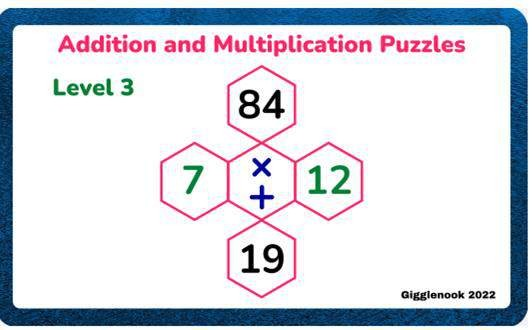 Addition and Multiplication Puzzles
Level 3
84
7 × 12
+
19
Gigglenook 2022